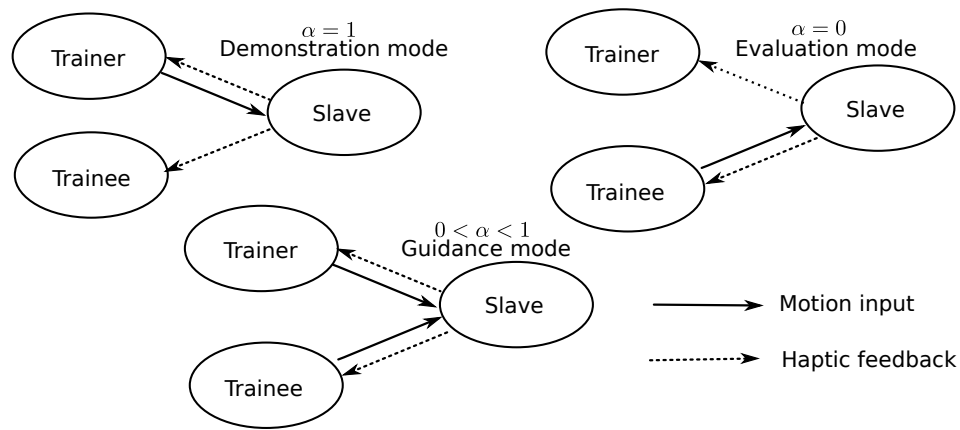 α = 1
Demonstration mode
Trainer
Slave
Trainee
α = 0
Evaluation mode
Trainer
Slave
Trainee
0 < α < 1
Guidance mode
Trainer
Slave
Trainee
Motion input
Haptic feedback